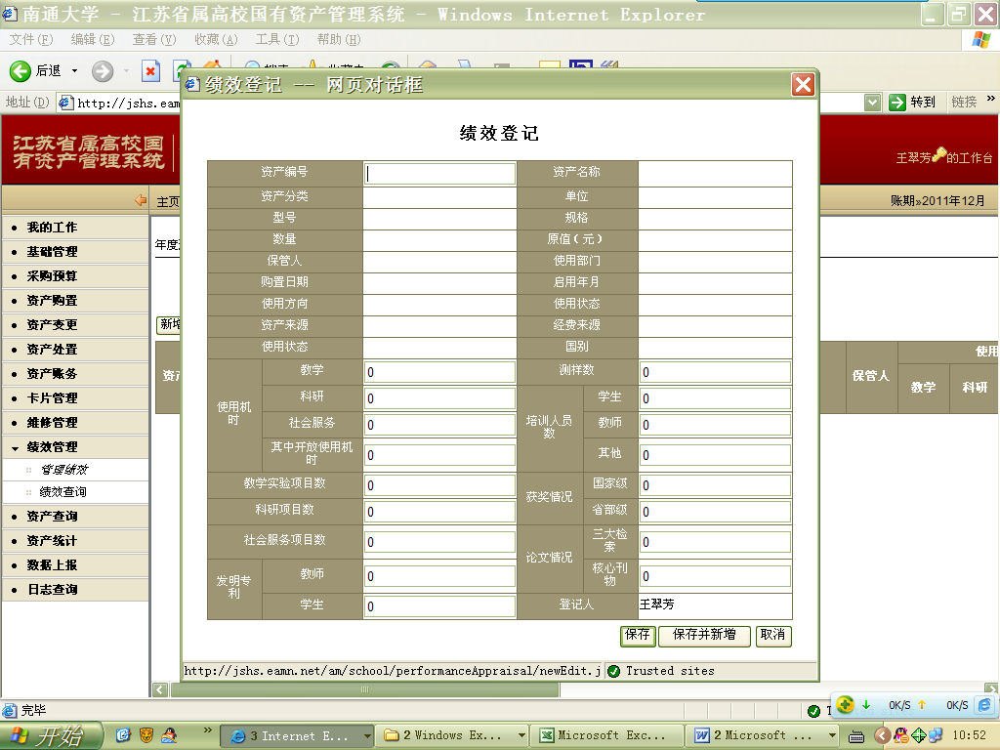 南通大学 - 江苏省属高校国有资产管理系统 - Windows Internet Explorer
文件(F) 编辑(E) 查看(V) 收藏(A) 工具(T) 帮助(H)
后退
地址(D) http://jshs.eamn 转到 链接 »
江苏省属高校国
有资产管理系统
王翠芳 的工作台
主页 账期»2011年12月
我的工作
基础管理
采购预算
资产购置
资产变更
资产处置
资产账务
卡片管理
维修管理
绩效管理
管理绩效
绩效查询
资产查询
资产统计
数据上报
日志查询
年度
新增
保管人 使用
教学 科研
绩效登记 -- 网页对话框
绩效登记
资产编号 资产名称
资产分类 单位
型号 规格
数量 原值(元)
保管人 使用部门
购置日期 启用年月
使用方向 使用状态
资产来源 经费来源
使用状态 国别
使用机时 教学 0 测样数 0
科研 0 培训人员数 学生 0
社会服务 0 教师 0
其中开放使用机时 0 其他 0
教学实验项目数 0 获奖情况 国家级 0
科研项目数 0 省部级 0
社会服务项目数 0 论文情况 三大检索 0
发明专利 教师 0 核心刊物 0
学生 0 登记人 王翠芳
保存 保存并新增 取消
http://jshs.eamn.net/am/school/performanceAppraisal/newEdit.j Trusted sites
完毕
0K/S 0K/S
开始 » 3 Internet E... 2 Windows Ex... Microsoft Exc... 2 Microsoft ... 10:52